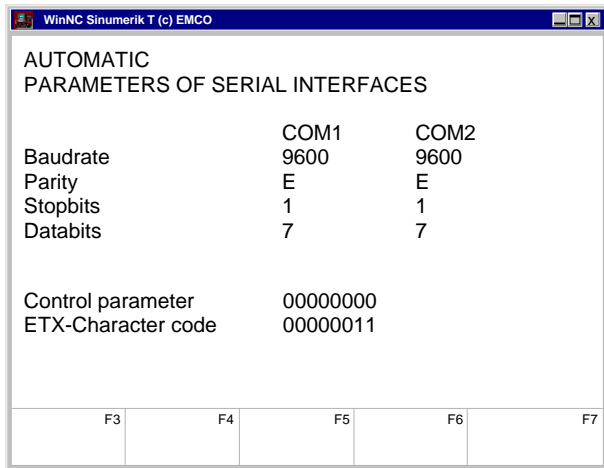 WinNC Sinumerik T (c) EMCO
AUTOMATIC
PARAMETERS OF SERIAL INTERFACES
COM1 COM2
Baudrate 9600 9600
Parity E E
Stopbits 1 1
Databits 7 7
Control parameter 00000000
ETX-Character code 00000011
F3 F4 F5 F6 F7